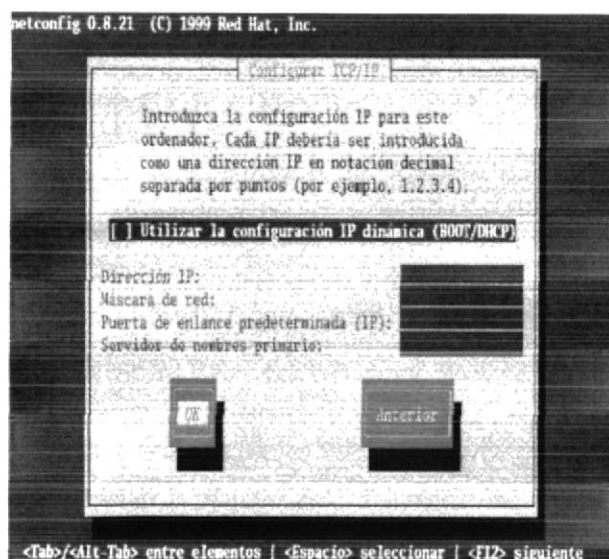 netconfig 0.8.21 (C) 1999 Red Hat, Inc.
Configurar TCP/IP
Introduzca la configuración IP para este
ordenador. Cada IP debería ser introducida
como una dirección IP en notación decimal
separada por puntos (por ejemplo, 1.2.3.4).
[ ] Utilizar la configuración IP dinámica (BOOT/DHCP)
Dirección IP:
Máscara de red:
Puerta de enlance predeterminada (IP):
Servidor de nombres primario:
OK Anterior
<Tab>/<Alt-Tab> entre elementos | <Espacio> seleccionar | <F12> siguiente